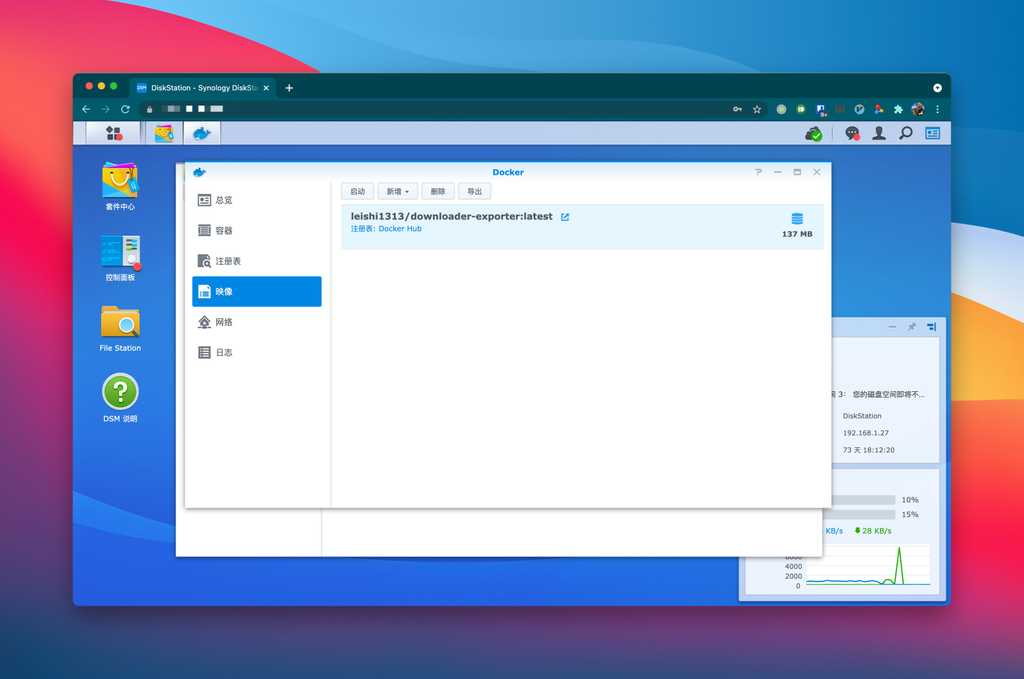 DiskStation - Synology DiskSta
套件中心
控制面板
File Station
DSM 说明
Docker
总览
容器
注册表
映像
网络
日志
启动
新增
删除
导出
leishi1313/downloader-exporter:latest
注册表: Docker Hub
137 MB
3: 您的磁盘空间即将不...
DiskStation
192.168.1.27
73 天 18:12:20
10%
15%
KB/s
28 KB/s
6000
4000
2000
0